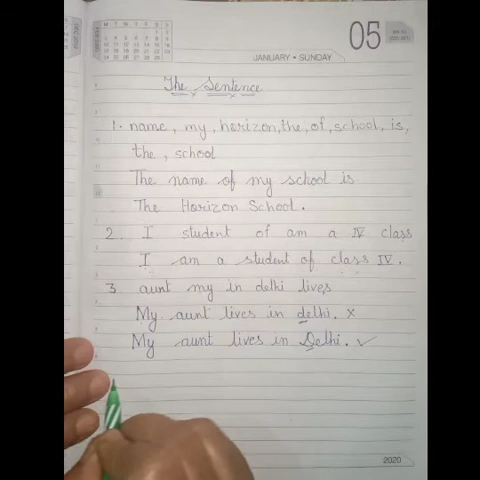 05
JANUARY • SUNDAY
The Sentence
1. name, my, horizon, the, of, school, is,
the, school
The name of my school is
The Horizon School.
2. I student of am a IV class
I am a student of class IV.
3. aunt my in delhi lives
My aunt lives in delhi. ×
My aunt lives in Delhi. ✓
2020